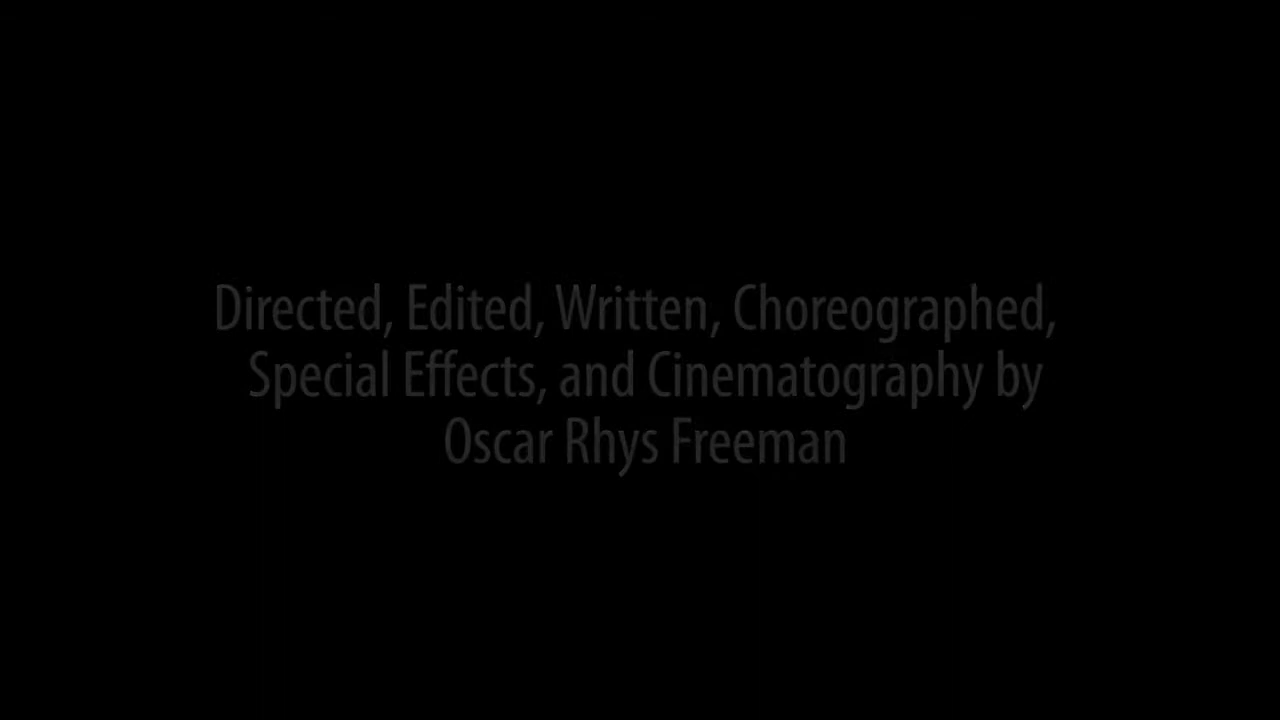 Directed, Edited, Written, Choreographed,
Special Effects, and Cinematography by
Oscar Rhys Freeman